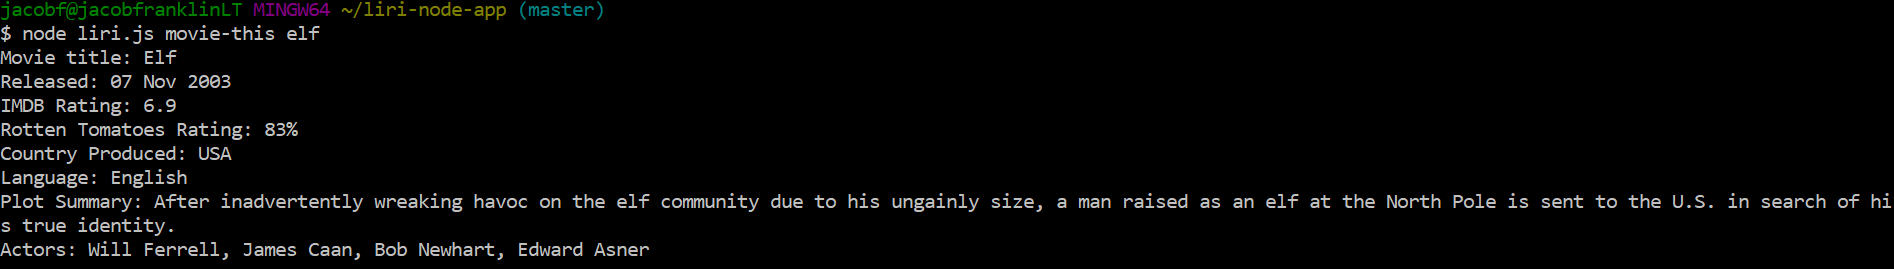 jacobf@jacobfranklinLT MINGW64 ~/liri-node-app (master)
$ node liri.js movie-this elf
Movie title: Elf
Released: 07 Nov 2003
IMDB Rating: 6.9
Rotten Tomatoes Rating: 83%
Country Produced: USA
Language: English
Plot Summary: After inadvertently wreaking havoc on the elf community due to his ungainly size, a man raised as an elf at the North Pole is sent to the U.S. in search of hi
s true identity.
Actors: Will Ferrell, James Caan, Bob Newhart, Edward Asner